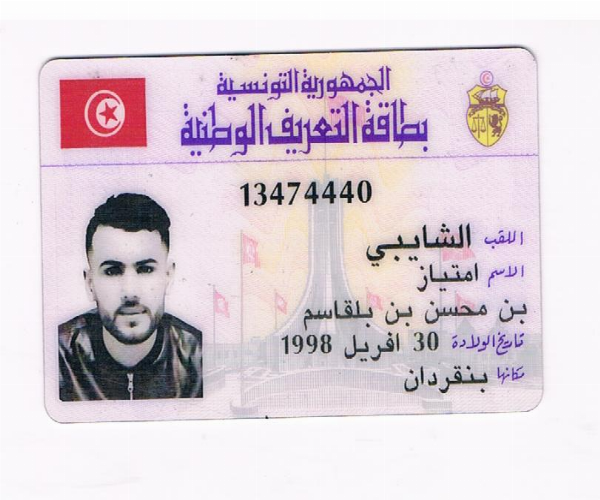 الجمهورية التونسية
بطاقة التعريف الوطنية
13474440
اللقب الشايبي
الاسم امتياز
بن محسن بن بلقاسم
تاريخ الولادة 30 افريل 1998
مكانها بنقردان